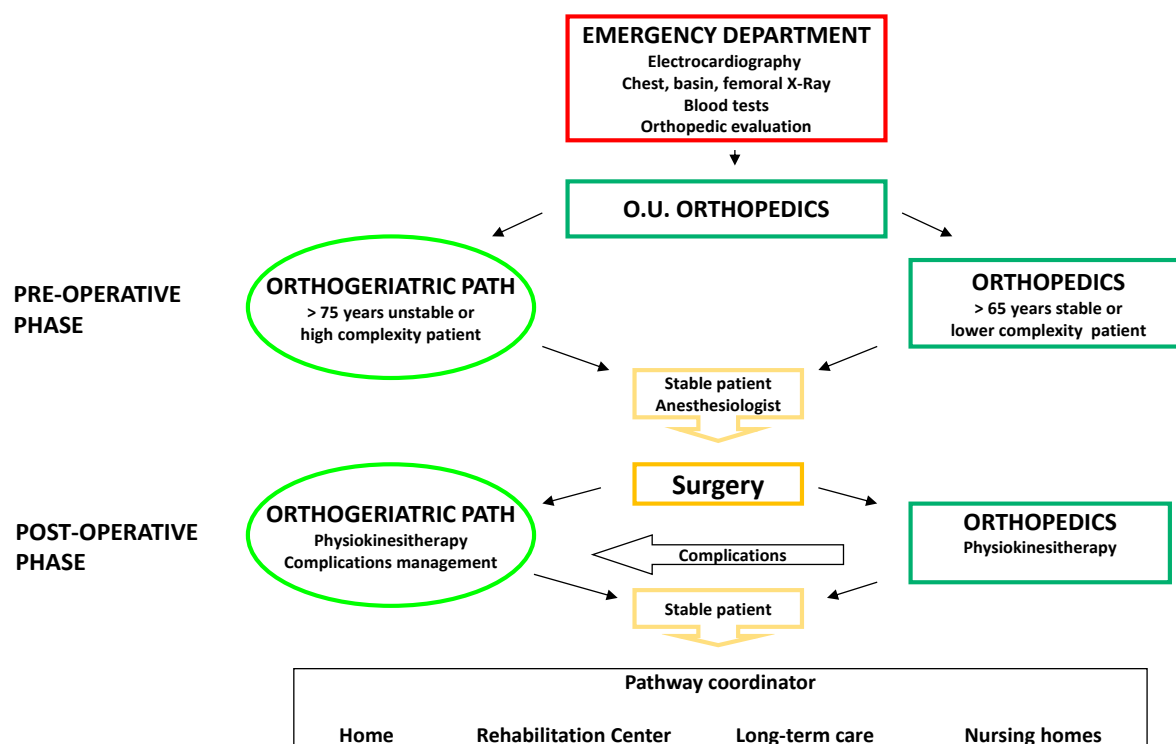 EMERGENCY DEPARTMENT
Electrocardiography
Chest, basin, femoral X-Ray
Blood tests
Orthopedic evaluation
O.U. ORTHOPEDICS
PRE-OPERATIVE
PHASE
ORTHOGERIATRIC PATH
> 75 years unstable or
high complexity patient
ORTHOPEDICS
> 65 years stable or
lower complexity patient
Stable patient
Anesthesiologist
Surgery
POST-OPERATIVE
PHASE
ORTHOGERIATRIC PATH
Physiokinesitherapy
Complications management
Complications
ORTHOPEDICS
Physiokinesitherapy
Stable patient
Pathway coordinator
Home Rehabilitation Center Long-term care Nursing homes